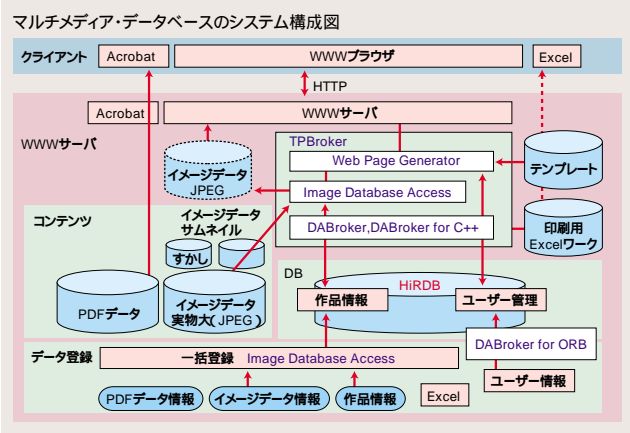 マルチメディア・データベースのシステム構成図
クライアント
Acrobat
WWWブラウザ
Excel
HTTP
Acrobat
WWWサーバ
WWWサーバ
TPBroker
Web Page Generator
イメージデータ
JPEG
テンプレート
Image Database Access
コンテンツ
イメージデータ
サムネイル
DABroker,DABroker for C++
印刷用
Excelワーク
すかし
DB
HiRDB
PDFデータ
イメージデータ
実物大(JPEG)
作品情報
ユーザー管理
データ登録
一括登録 Image Database Access
DABroker for ORB
ユーザー情報
PDFデータ情報
イメージデータ情報
作品情報
Excel